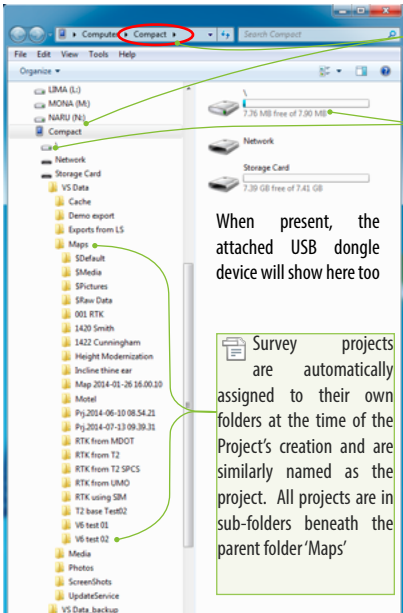 Computer ▸ Compact ▸
Search Compact
File Edit View Tools Help
Organize
LIMA (L:)
MONA (M:)
NARU (N:)
Compact
\
Network
Storage Card
VS Data
Cache
Demo export
Exports from LS
Maps
SDefault
SMedia
SPictures
SRaw Data
001 RTK
1420 Smith
1422 Cunningham
Height Modernization
Incline thine ear
Map 2014-01-26 16.00.10
Motel
Prj.2014-06-10 08.54.21
Prj.2014-07-13 09.39.31
RTK from MDOT
RTK from T2
RTK from T2 SPCS
RTK from UMO
RTK using SIM
T2 base Test02
V6 test 01
V6 test 02
Media
Photos
ScreenShots
UpdateService
VS Data_backup
\
7.76 MB free of 7.90 MB
Network
Storage Card
7.39 GB free of 7.41 GB
When present, the
attached USB dongle
device will show here too
Survey projects
are automatically
assigned to their own
folders at the time of the
Project's creation and are
similarly named as the
project. All projects are in
sub-folders beneath the
parent folder 'Maps'